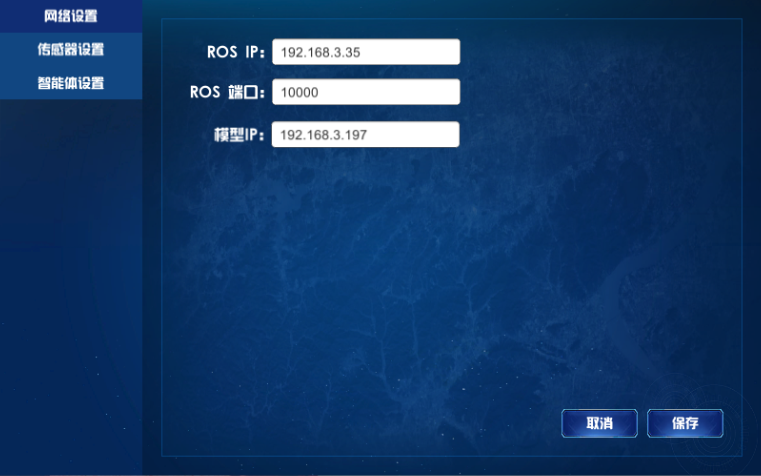 网络设置
传感器设置
智能体设置
ROS IP: 192.168.3.35
ROS 端口: 10000
模型IP: 192.168.3.197
取消 保存